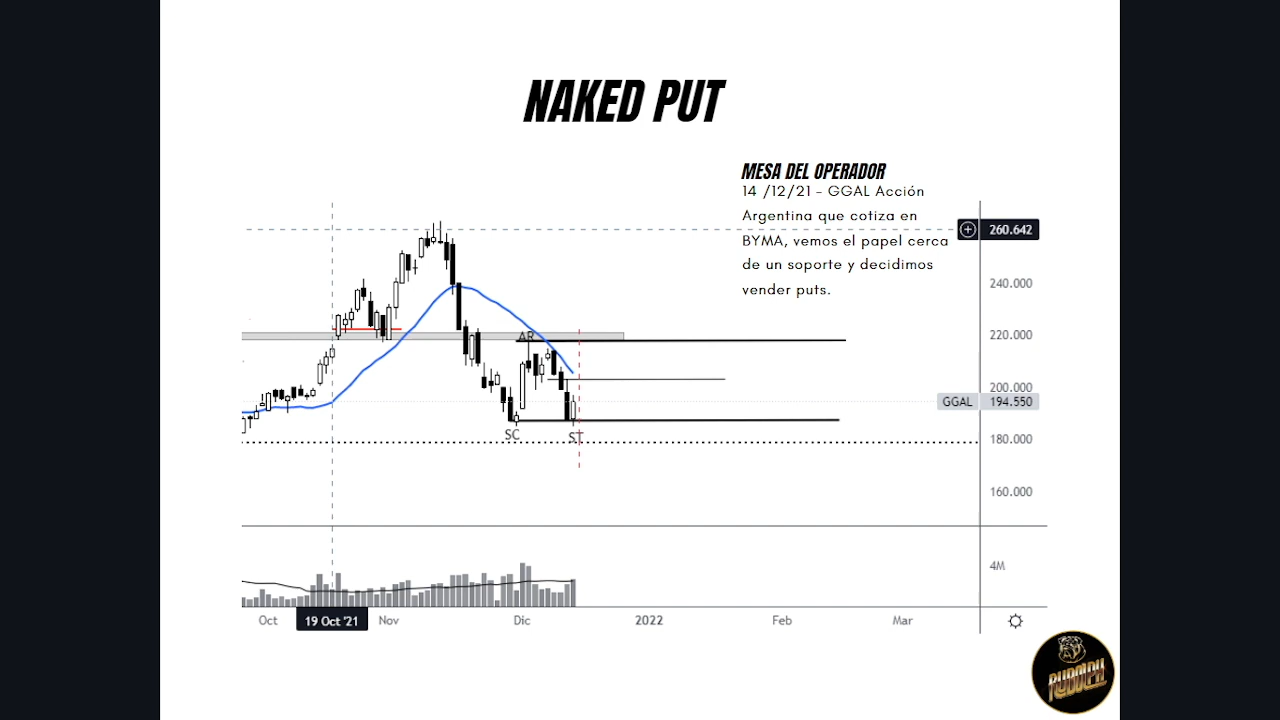 NAKED PUT
MESA DEL OPERADOR
14 /12/21 - GGAL Acción
Argentina que cotiza en
BYMA, vemos el papel cerca
de un soporte y decidimos
vender puts.
260.642
240.000
220.000
AR
200.000
GGAL 194.550
SC
ST
180.000
160.000
4M
Oct 19 Oct '21 Nov Dic 2022 Feb Mar
RUDOLPH